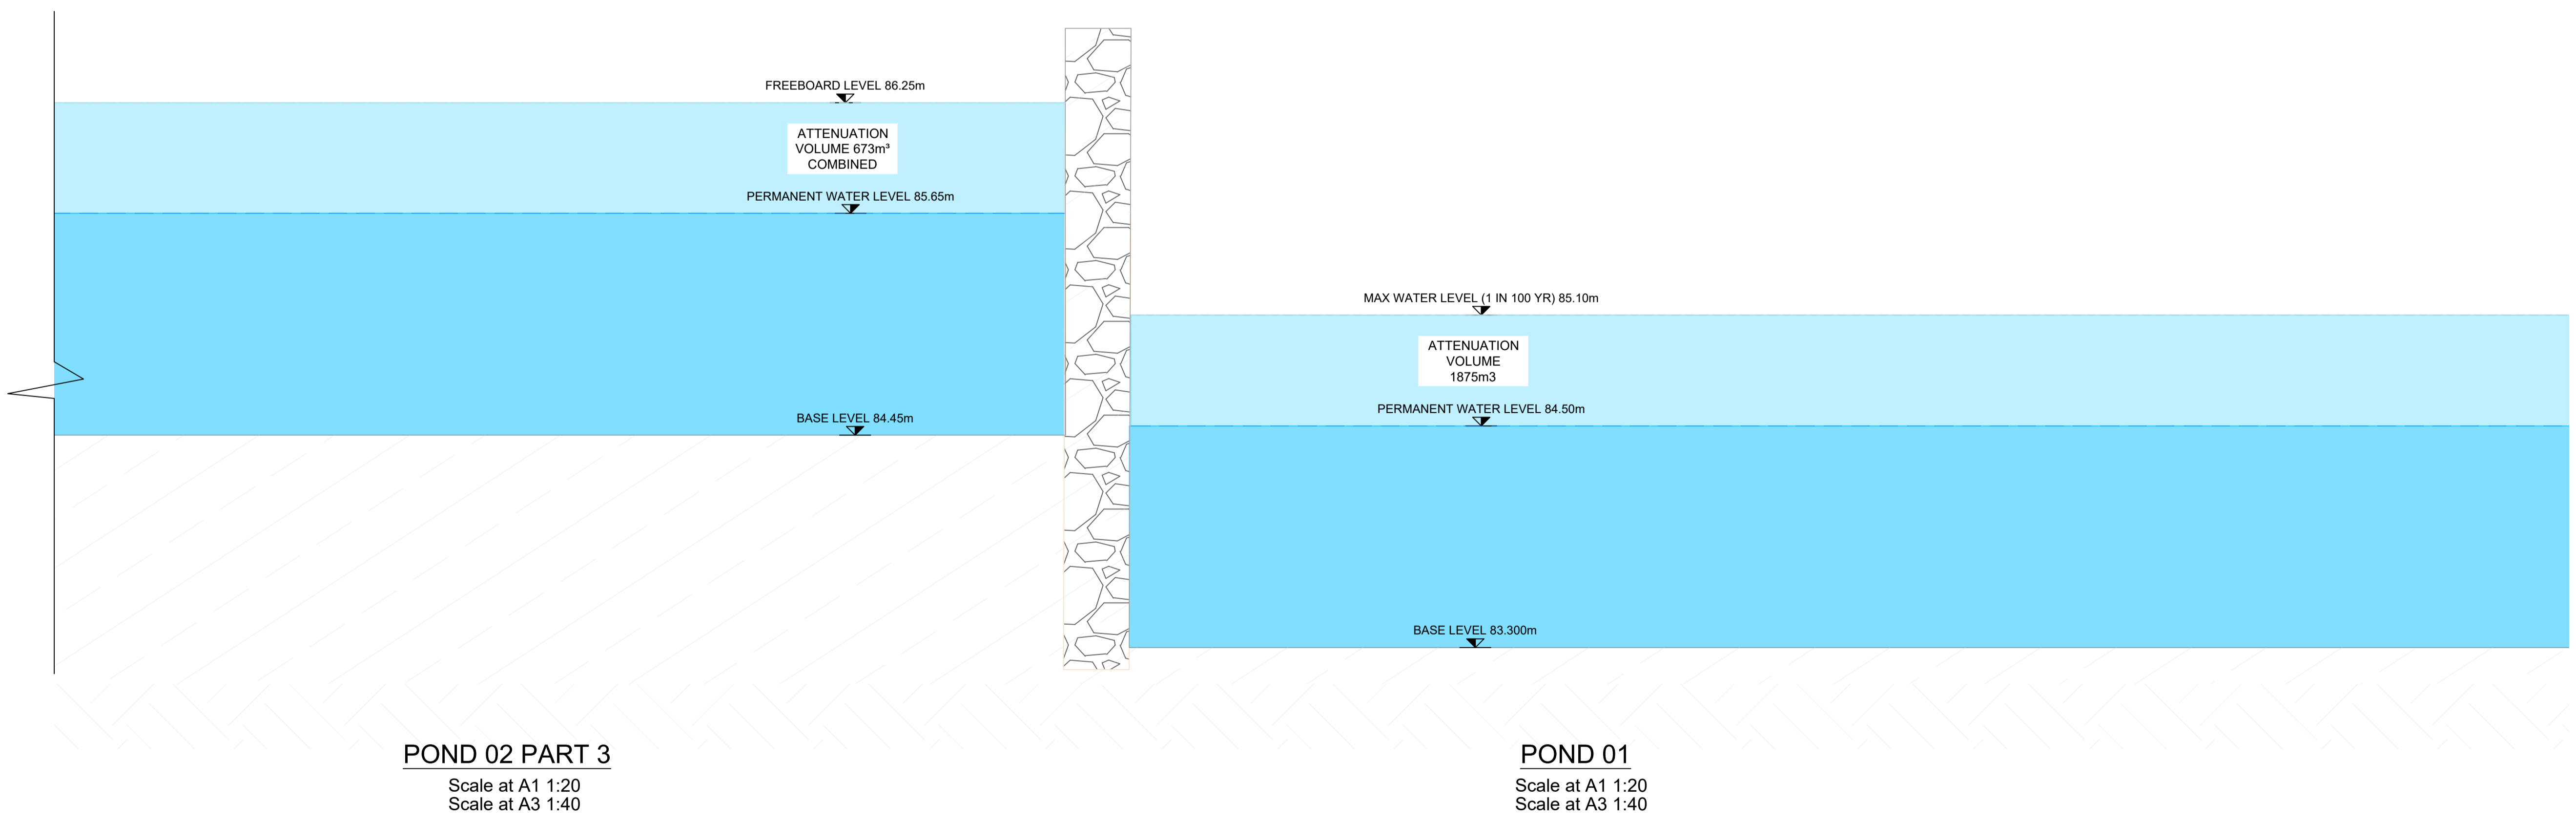 FREEBOARD LEVEL 86.25m
ATTENUATION
VOLUME 673m³
COMBINED
PERMANENT WATER LEVEL 85.65m
BASE LEVEL 84.45m
MAX WATER LEVEL (1 IN 100 YR) 85.10m
ATTENUATION
VOLUME
1875m3
PERMANENT WATER LEVEL 84.50m
BASE LEVEL 83.300m
POND 02 PART 3
Scale at A1 1:20
Scale at A3 1:40
POND 01
Scale at A1 1:20
Scale at A3 1:40